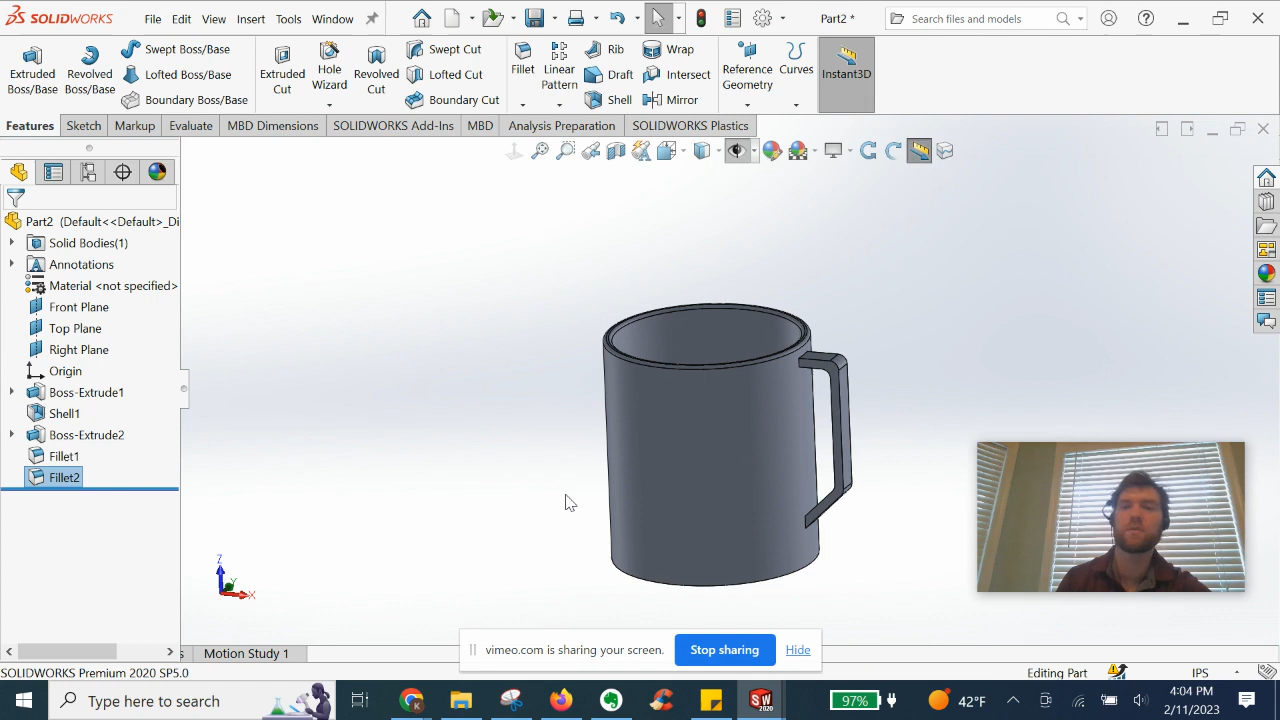 SOLIDWORKS File Edit View Insert Tools Window Part2 * Search files and models
Extruded Boss/Base
Revolved Boss/Base
Swept Boss/Base
Lofted Boss/Base
Boundary Boss/Base
Extruded Cut
Hole Wizard
Revolved Cut
Swept Cut
Lofted Cut
Boundary Cut
Fillet
Linear Pattern
Rib
Draft
Shell
Wrap
Intersect
Mirror
Reference Geometry
Curves
Instant3D
Features Sketch Markup Evaluate MBD Dimensions SOLIDWORKS Add-Ins MBD Analysis Preparation SOLIDWORKS Plastics
Part2 (Default<<Default>_Di
Solid Bodies(1)
Annotations
Material <not specified>
Front Plane
Top Plane
Right Plane
Origin
Boss-Extrude1
Shell1
Boss-Extrude2
Fillet1
Fillet2
Z
Y
X
vimeo.com is sharing your screen. Stop sharing Hide
s Motion Study 1
SOLIDWORKS Premium 2020 SP5.0 Editing Part IPS
Type here to search SW 2020 97% 42°F 4:04 PM
2/11/2023